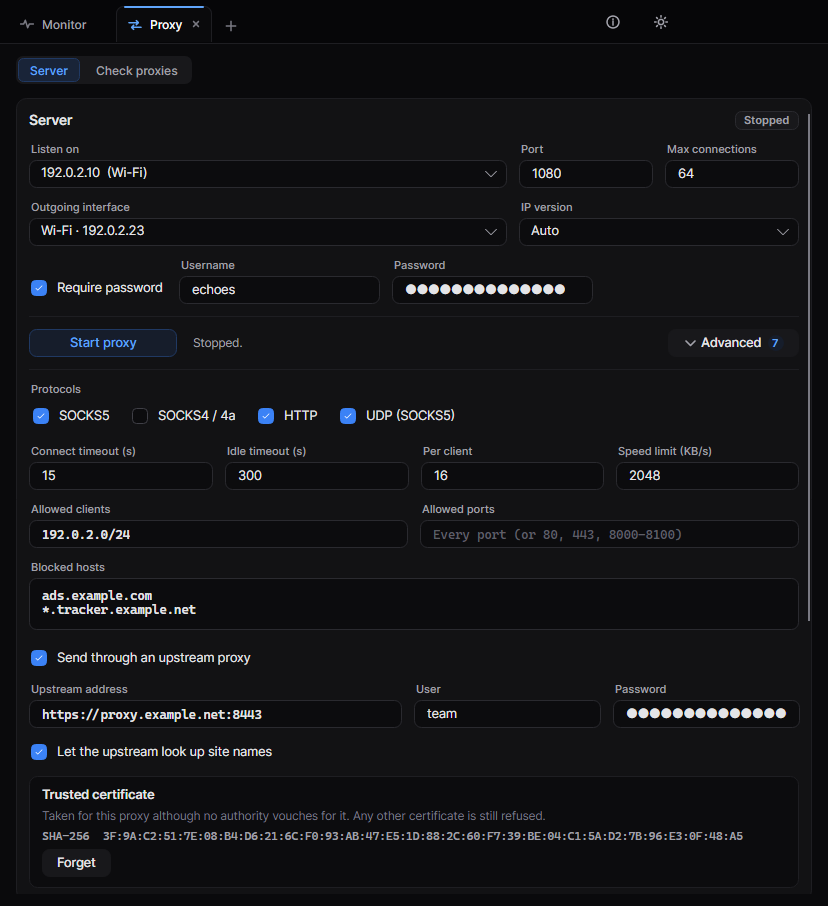 Monitor
Proxy
Server
Check proxies
Server
Stopped
Listen on
Port
Max connections
192.0.2.10 (Wi-Fi)
1080
64
Outgoing interface
IP version
Wi-Fi · 192.0.2.23
Auto
Require password
Username
Password
echoes
Start proxy
Stopped.
Advanced 7
Protocols
SOCKS5
SOCKS4 / 4a
HTTP
UDP (SOCKS5)
Connect timeout (s)
Idle timeout (s)
Per client
Speed limit (KB/s)
15
300
16
2048
Allowed clients
Allowed ports
192.0.2.0/24
Every port (or 80, 443, 8000-8100)
Blocked hosts
ads.example.com
*.tracker.example.net
Send through an upstream proxy
Upstream address
User
Password
https://proxy.example.net:8443
team
Let the upstream look up site names
Trusted certificate
Taken for this proxy although no authority vouches for it. Any other certificate is still refused.
SHA-256 3F:9A:C2:51:7E:08:B4:D6:21:6C:F0:93:AB:47:E5:1D:88:2C:60:F7:39:BE:04:C1:5A:D2:7B:96:E3:0F:48:A5
Forget